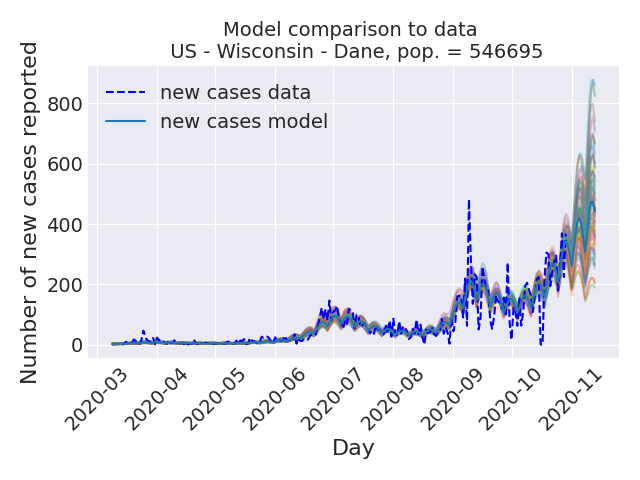 Model comparison to data
US - Wisconsin - Dane, pop. = 546695
Number of new cases reported
800
600
400
200
0
new cases data
new cases model
2020-03
2020-04
2020-05
2020-06
2020-07
2020-08
2020-09
2020-10
2020-11
Day